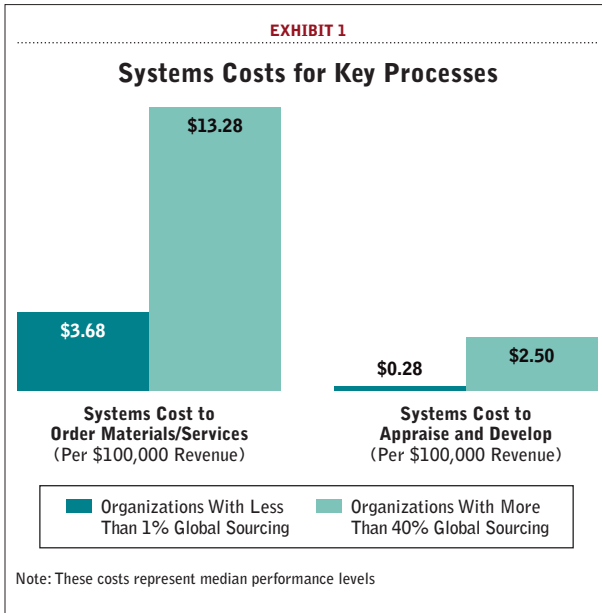 EXHIBIT 1
Systems Costs for Key Processes
$13.28
$3.68
$0.28
$2.50
Systems Cost to
Order Materials/Services
(Per $100,000 Revenue)
Systems Cost to
Appraise and Develop
(Per $100,000 Revenue)
Organizations With Less
Than 1% Global Sourcing
Organizations With More
Than 40% Global Sourcing
Note: These costs represent median performance levels